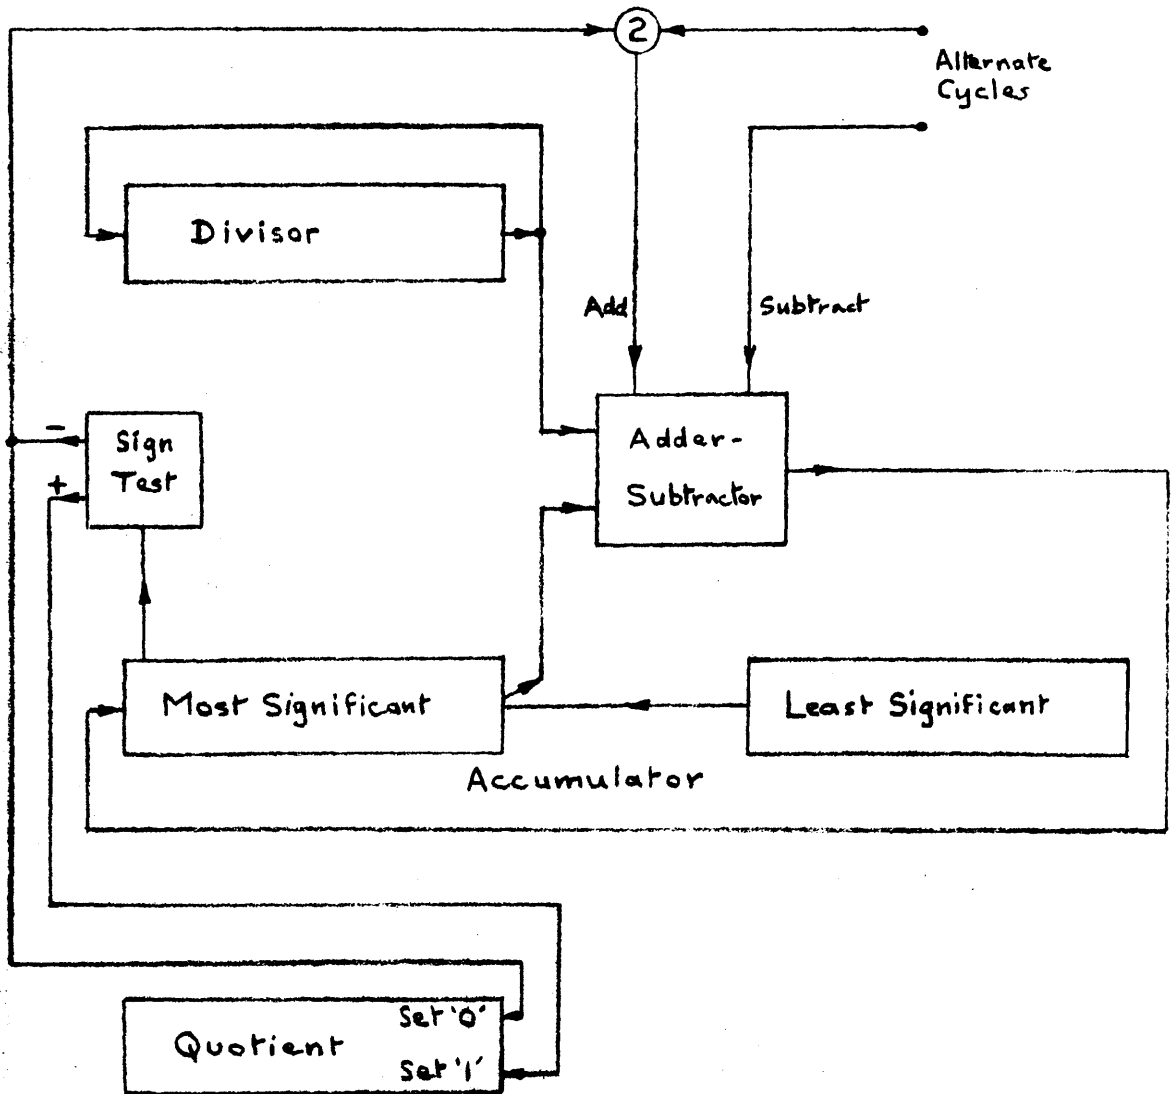 2
Alternate
Cycles
Divisor
Add
Subtract
-
Sign
Test
+
Adder-
Subtractor
Most Significant
Least Significant
Accumulator
Set '0'
Quotient
Set '1'